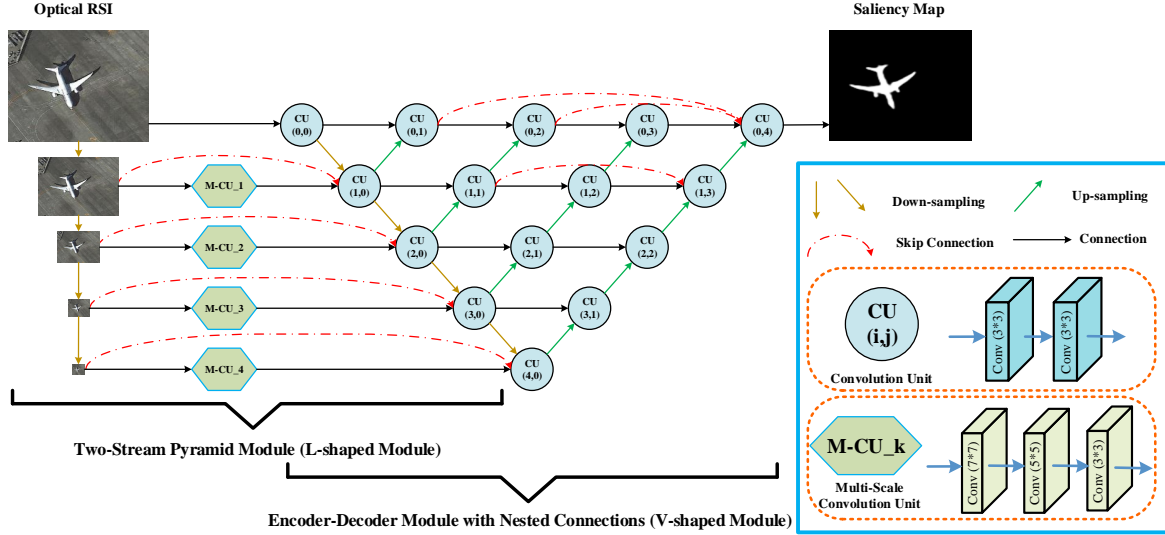 Optical RSI
Saliency Map
CU
(0,0)
CU
(0,1)
CU
(0,2)
CU
(0,3)
CU
(0,4)
M-CU_1
CU
(1,0)
CU
(1,1)
CU
(1,2)
CU
(1,3)
M-CU_2
CU
(2,0)
CU
(2,1)
CU
(2,2)
M-CU_3
CU
(3,0)
CU
(3,1)
M-CU_4
CU
(4,0)
Two-Stream Pyramid Module (L-shaped Module)
Encoder-Decoder Module with Nested Connections (V-shaped Module)
Down-sampling
Up-sampling
Skip Connection
Connection
CU
(i,j)
Convolution Unit
Conv (3*3)
Conv (3*3)
M-CU_k
Multi-Scale
Convolution Unit
Conv (7*7)
Conv (5*5)
Conv (3*3)